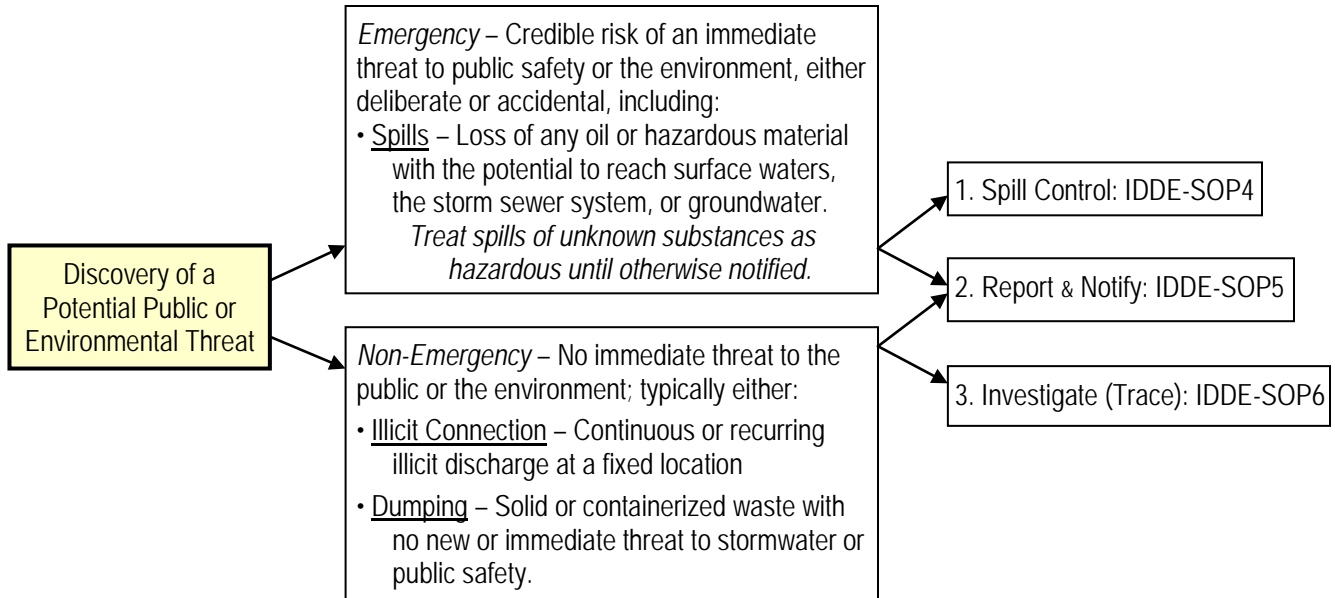 Discovery of a
Potential Public or
Environmental Threat
Emergency – Credible risk of an immediate
threat to public safety or the environment, either
deliberate or accidental, including:
• Spills – Loss of any oil or hazardous material
with the potential to reach surface waters,
the storm sewer system, or groundwater.
Treat spills of unknown substances as
hazardous until otherwise notified.
Non-Emergency – No immediate threat to the
public or the environment; typically either:
• Illicit Connection – Continuous or recurring
illicit discharge at a fixed location
• Dumping – Solid or containerized waste with
no new or immediate threat to stormwater or
public safety.
1. Spill Control: IDDE-SOP4
2. Report & Notify: IDDE-SOP5
3. Investigate (Trace): IDDE-SOP6